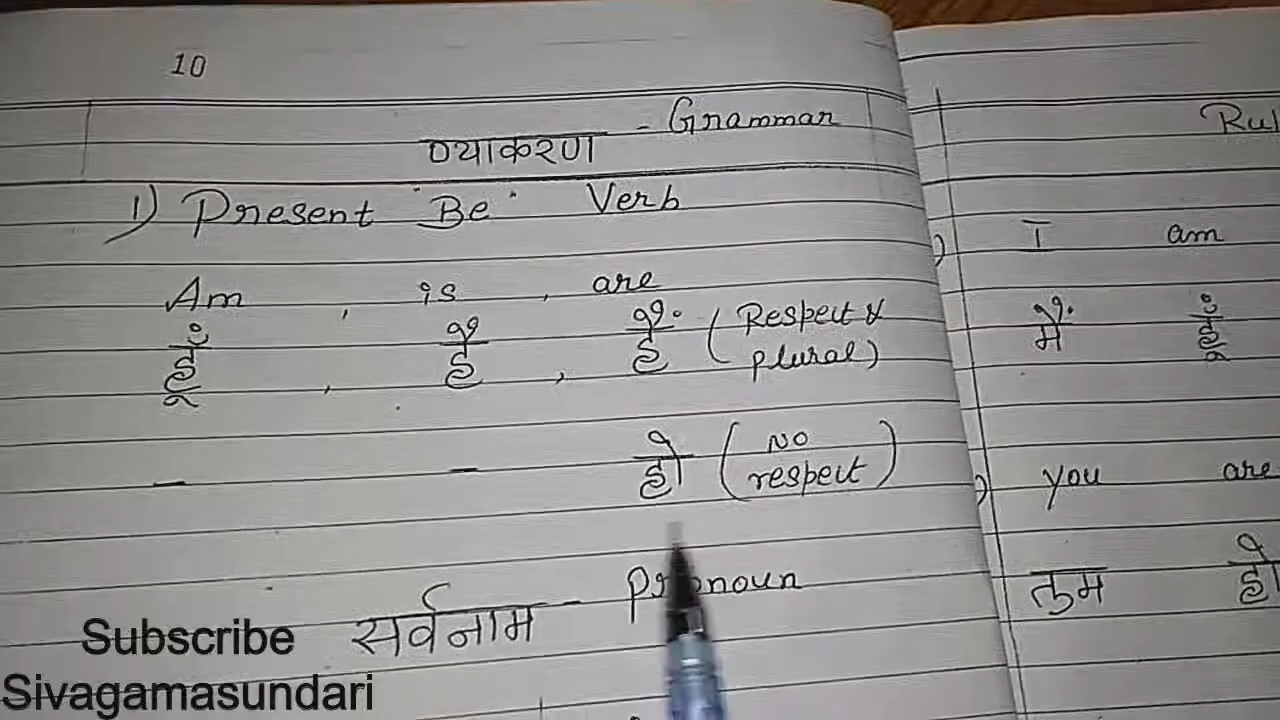 10
व्याकरण - Grammar
1) Present "Be" Verb
Am , is , are
हूँ , है , हैं (Respect & plural)
- - हो (No respect)
सर्वनाम - Pronoun
I am
मैं हूँ
you are
तुम हो
Subscribe
Sivagamasundari